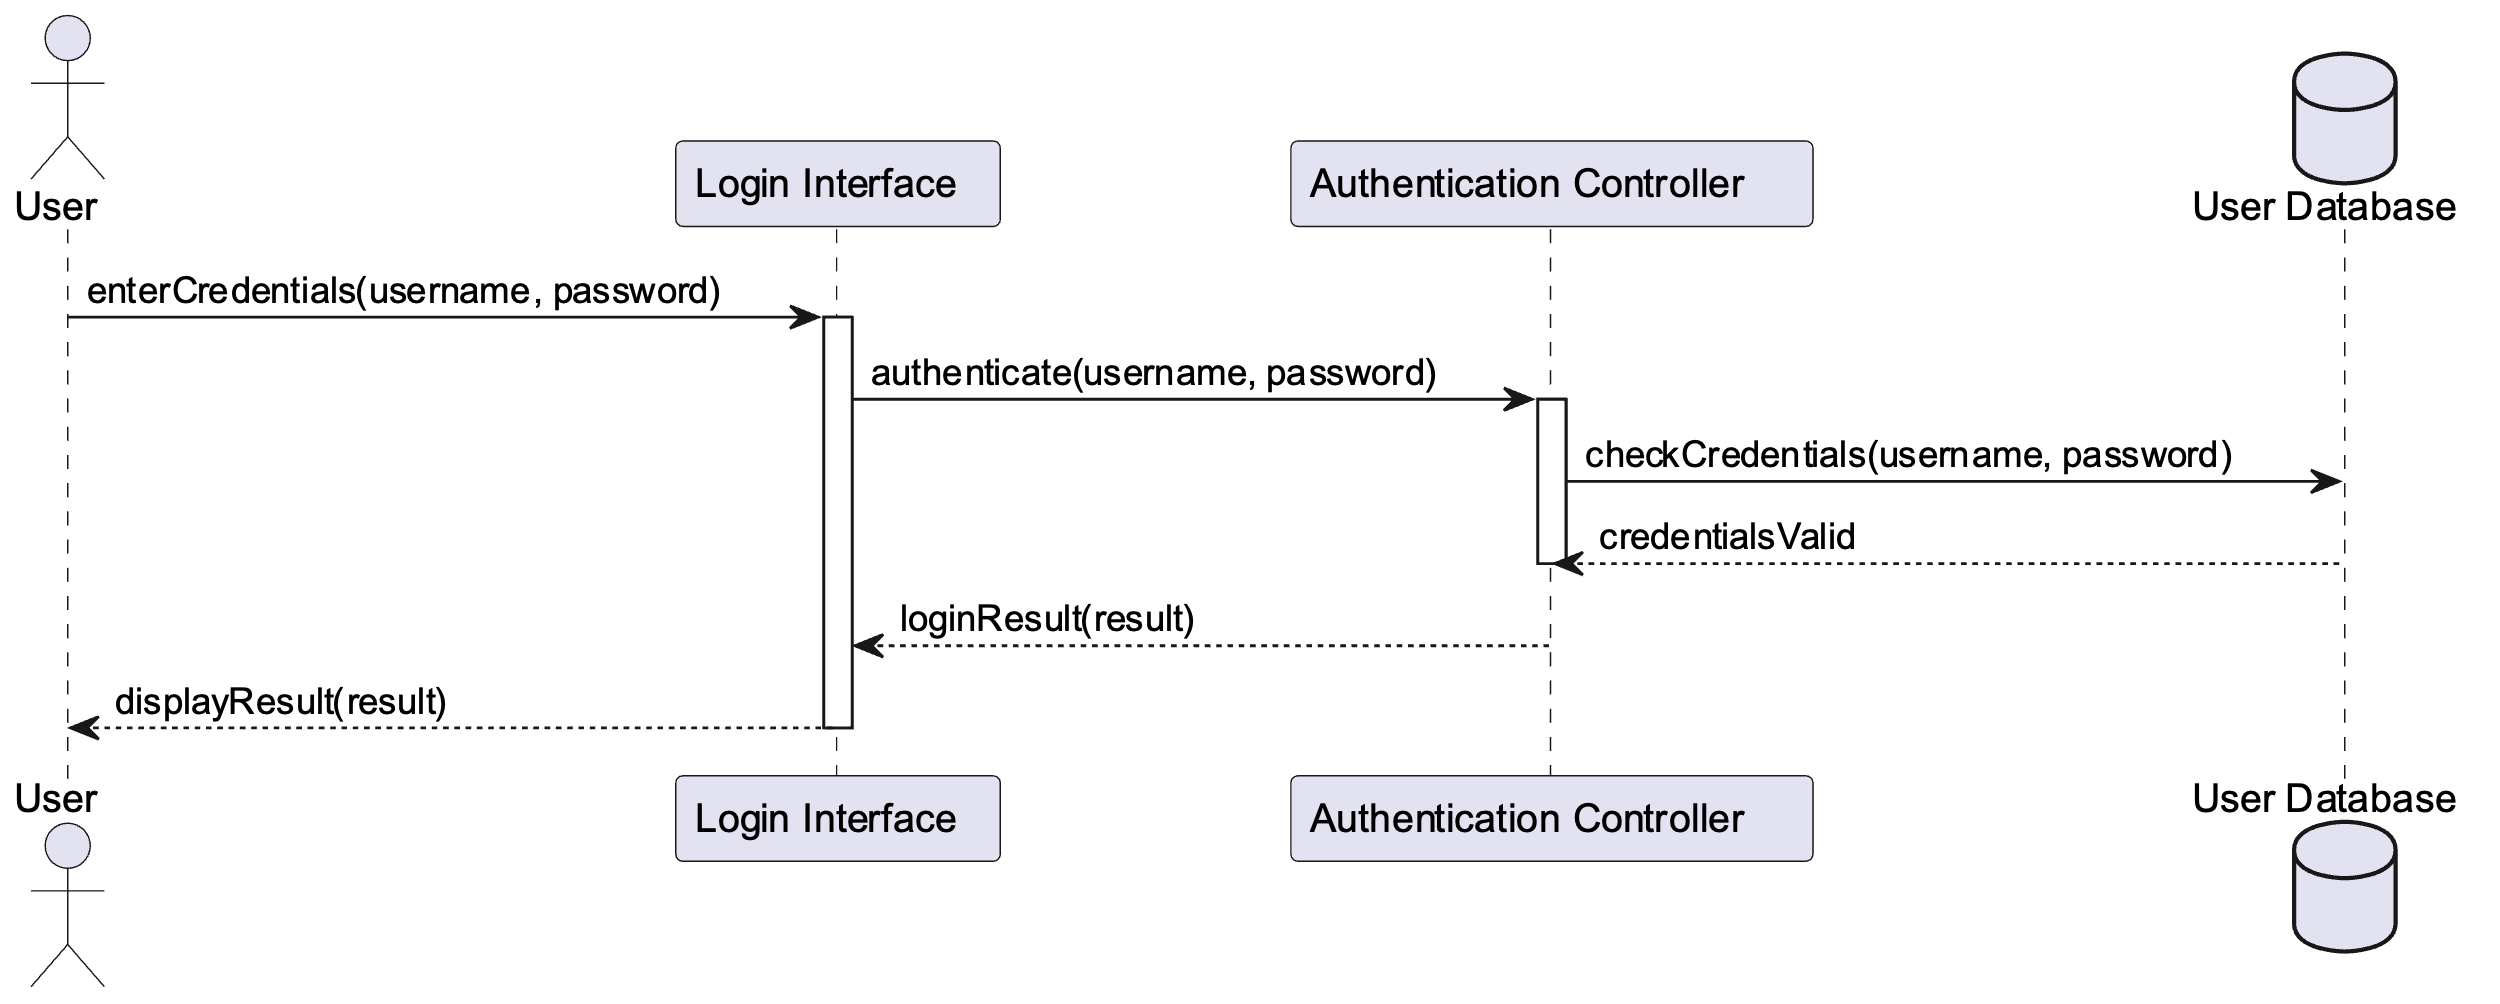 User
Login Interface
Authentication Controller
User Database
enterCredentials(username, password)
authenticate(username, password)
checkCredentials(username, password)
credentialsValid
loginResult(result)
displayResult(result)
User
Login Interface
Authentication Controller
User Database